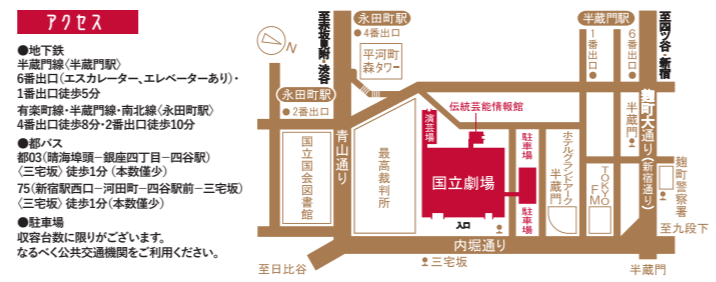 アクセス
●地下鉄
半蔵門線〈半蔵門駅〉
6番出口（エスカレーター、エレベーターあり）・
1番出口徒歩5分
有楽町線・半蔵門線・南北線〈永田町駅〉
4番出口徒歩8分・2番出口徒歩10分
●都バス
都03（晴海埠頭－銀座四丁目－四谷駅）
〈三宅坂〉 徒歩1分（本数僅少）
75（新宿駅西口－河田町－四谷駅前－三宅坂）
〈三宅坂〉 徒歩1分（本数僅少）
●駐車場
収容台数に限りがございます。
なるべく公共交通機関をご利用ください。
N
至赤坂見附・渋谷
永田町駅
●4番出口
平河町
森タワー
永田町駅
●2番出口
半蔵門駅
1番出口●
6番出口●
至四ツ谷・新宿
麹町大通り（新宿通り）
半蔵門
麹町警察署
至九段下
半蔵門
国立国会図書館
青山通り
最高裁判所
演芸場
伝統芸能情報館
国立劇場
入口
駐車場
駐車場
ホテルグランドアーク
半蔵門
TOKYO
FM
内堀通り
三宅坂
至日比谷